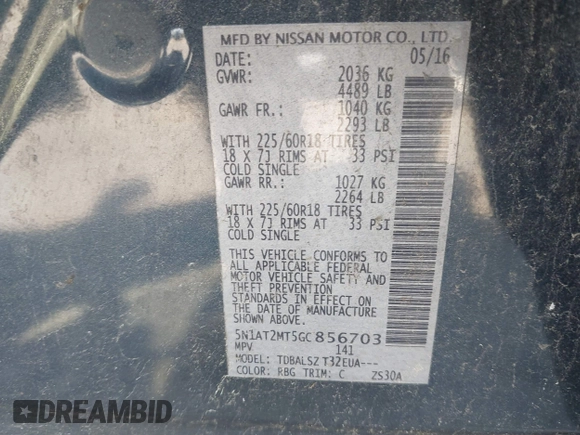 MFD BY NISSAN MOTOR CO., LTD.
DATE: 05/16
GVWR: 2036 KG
4489 LB
GAWR FR.: 1040 KG
2293 LB
WITH 225/60R18 TIRES
18 X 7J RIMS AT 33 PSI
COLD SINGLE
GAWR RR.: 1027 KG
2264 LB
WITH 225/60R18 TIRES
18 X 7J RIMS AT 33 PSI
COLD SINGLE
THIS VEHICLE CONFORMS TO
ALL APPLICABLE FEDERAL
MOTOR VEHICLE SAFETY AND
THEFT PREVENTION
STANDARDS IN EFFECT ON
THE DATE OF MANUFACTURE
SHOWN ABOVE.
5N1AT2MT5GC856703
MPV 141
MODEL: TDBALSZ T32EUA---
COLOR: RBG TRIM: C ZS30A
DREAMBID